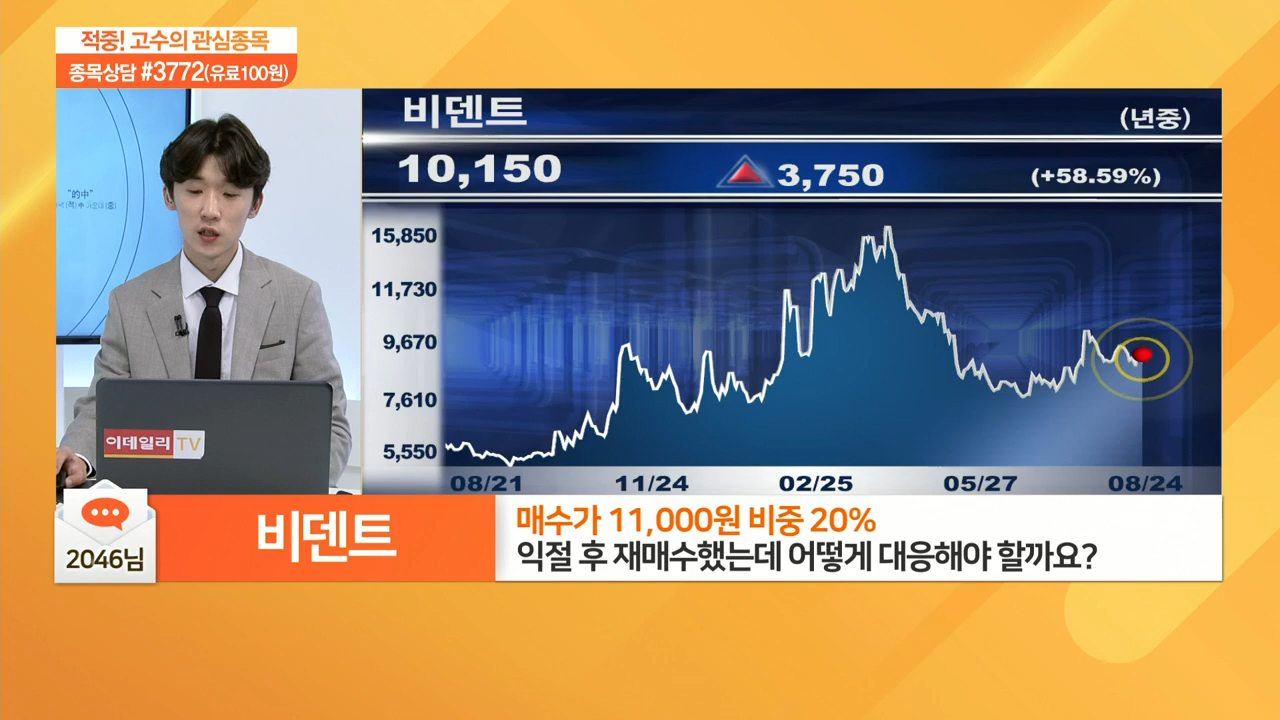 적중! 고수의 관심종목
종목상담 #3772(유료100원)
"的中"
비덴트
(년중)
10,150
3,750
(+58.59%)
15,850
11,730
9,670
7,610
5,550
08/21
11/24
02/25
05/27
08/24
이데일리 TV
2046님
비덴트
매수가 11,000원 비중 20%
익절 후 재매수했는데 어떻게 대응해야 할까요?